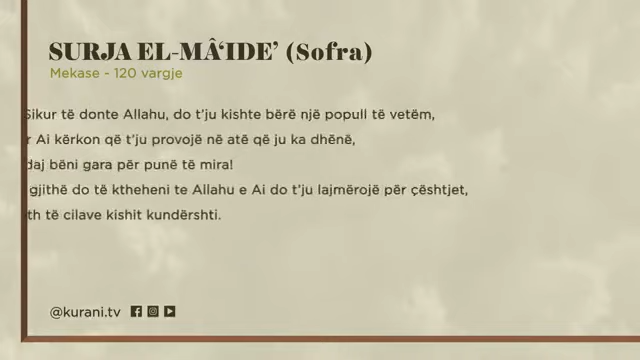 SURJA EL-MÂ‘IDE’ (Sofra)
Mekase - 120 vargje
Sikur të donte Allahu, do t’ju kishte bërë një popull të vetëm,
r Ai kërkon që t’ju provojë në atë që ju ka dhënë,
daj bëni gara për punë të mira!
gjithë do të ktheheni te Allahu e Ai do t’ju lajmërojë për çështjet,
th të cilave kishit kundërshti.
@kurani.tv